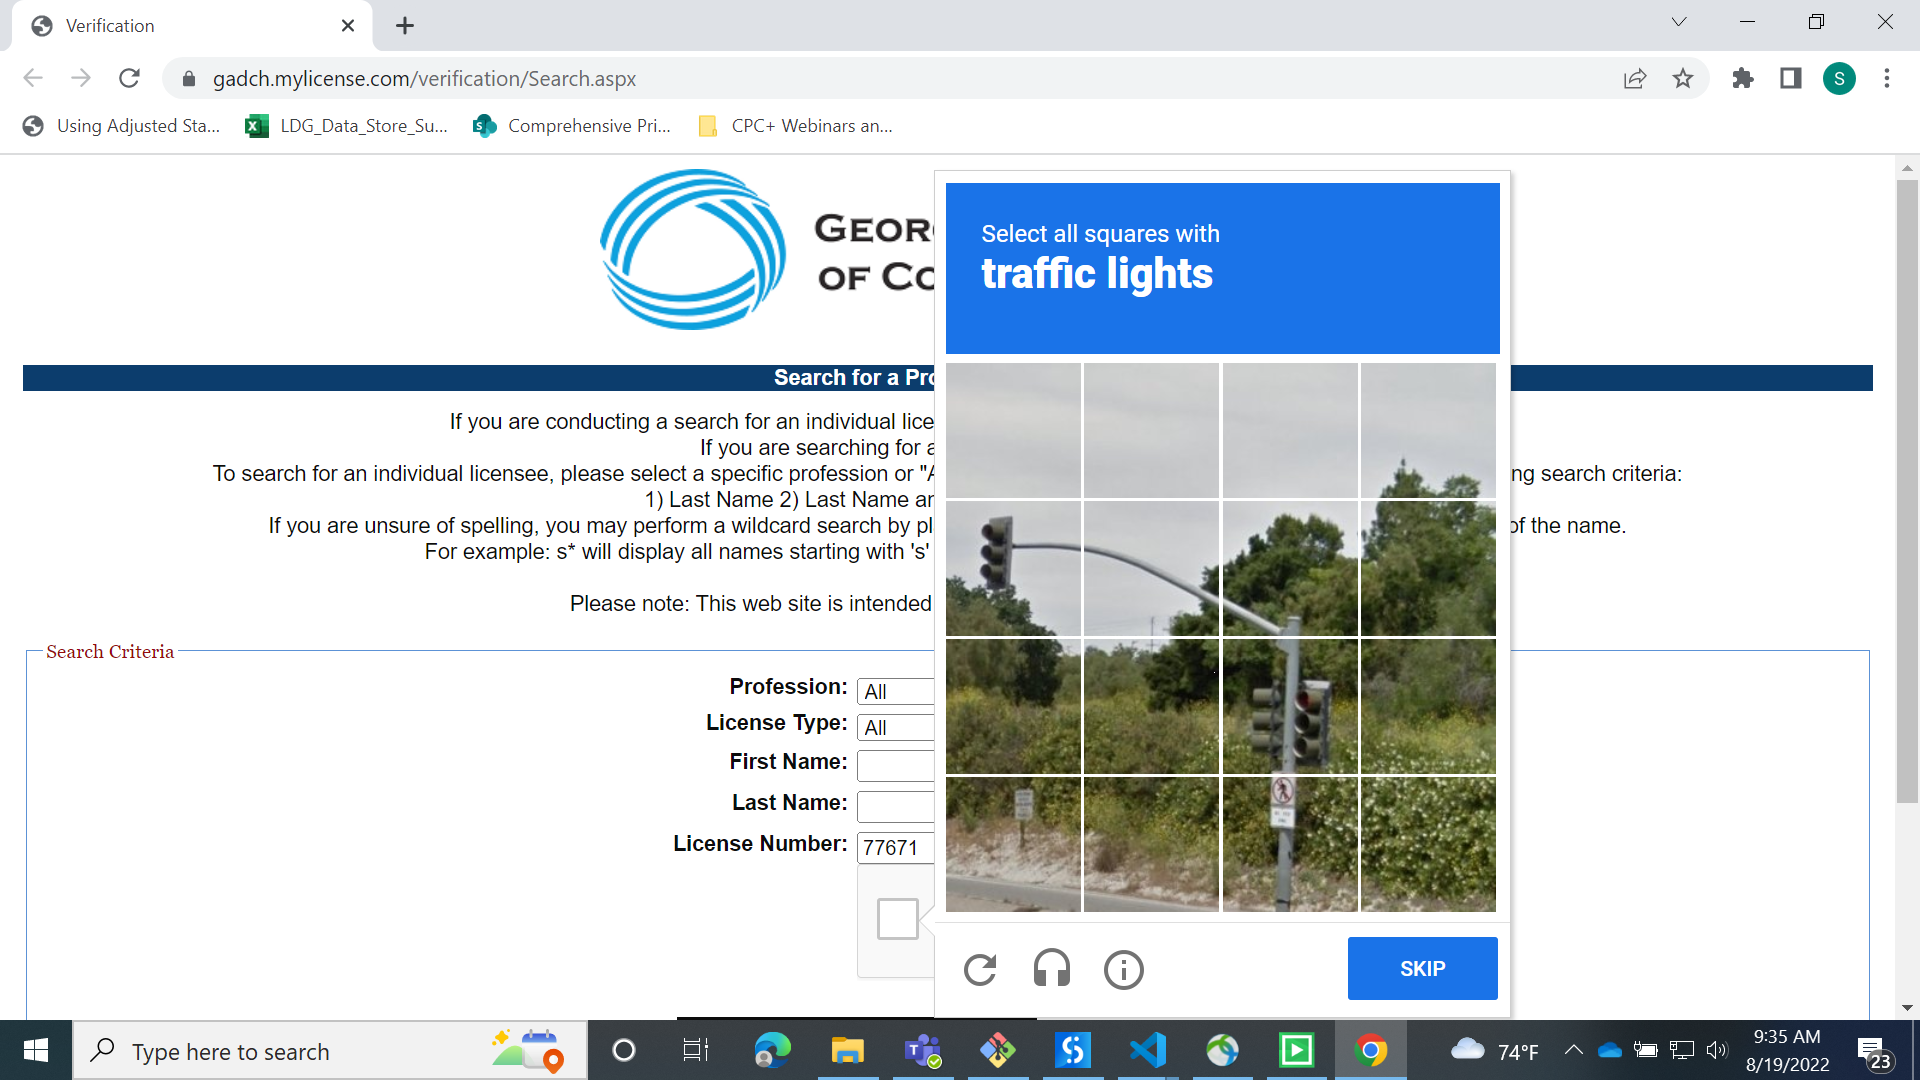 Verification
gadch.mylicense.com/verification/Search.aspx
S
Using Adjusted Sta...
LDG_Data_Store_Su...
Comprehensive Pri...
CPC+ Webinars an...
GEOR
OF CO
Select all squares with
traffic lights
Search for a Pro
If you are conducting a search for an individual lice
If you are searching for a
To search for an individual licensee, please select a specific profession or "A
ng search criteria:
1) Last Name 2) Last Name an
If you are unsure of spelling, you may perform a wildcard search by pl
of the name.
For example: s* will display all names starting with 's'
Please note: This web site is intended
Search Criteria
Profession: All
License Type: All
First Name:
Last Name:
License Number: 77671
SKIP
Type here to search
74°F
9:35 AM
8/19/2022
23